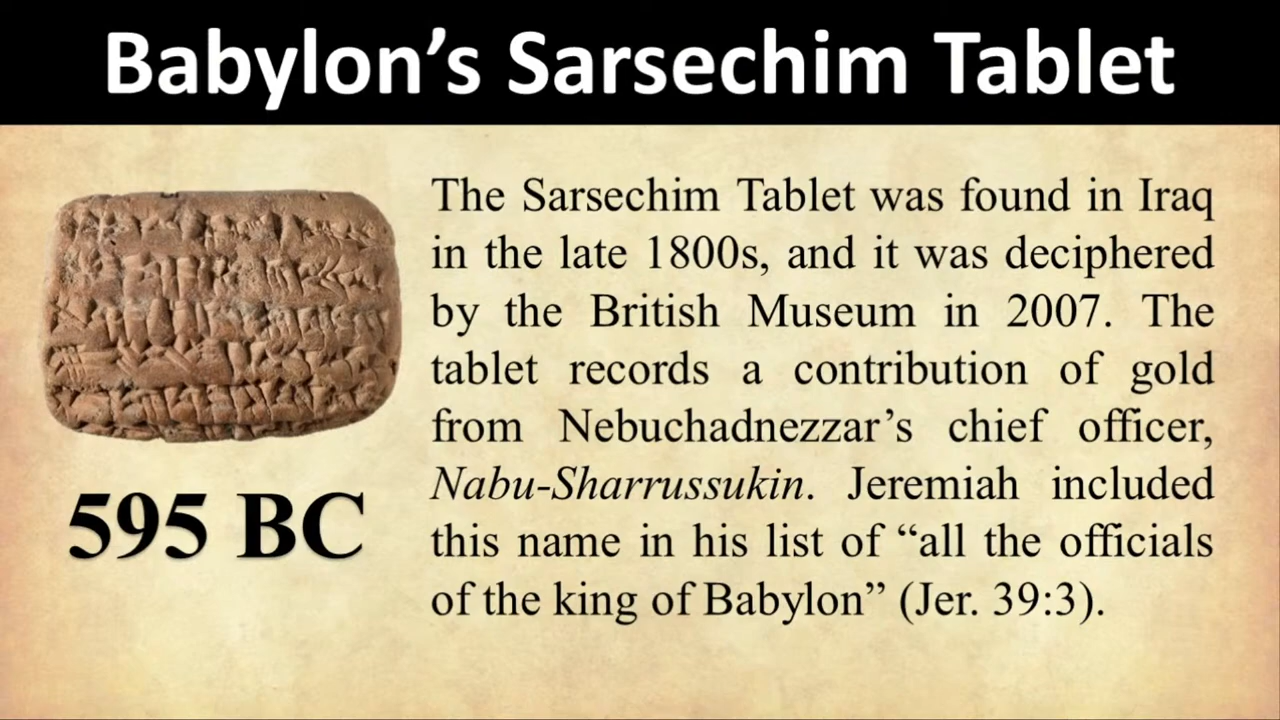 Babylon’s Sarsechim Tablet
The Sarsechim Tablet was found in Iraq
in the late 1800s, and it was deciphered
by the British Museum in 2007. The
tablet records a contribution of gold
from Nebuchadnezzar’s chief officer,
Nabu-Sharrussukin. Jeremiah included
this name in his list of “all the officials
of the king of Babylon” (Jer. 39:3).
595 BC